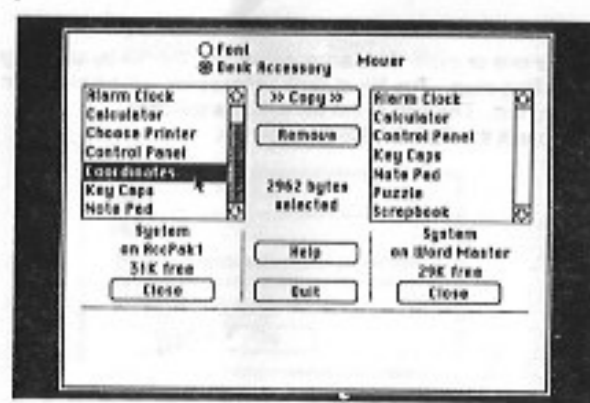 Font
Desk Accessory
Mover
Alarm Clock
Calculator
Choose Printer
Control Panel
Coordinates
Key Caps
Note Pad
>> Copy >>
Remove
2962 bytes
selected
Alarm Clock
Calculator
Control Panel
Key Caps
Note Pad
Puzzle
Scrapbook
System
on AccPak1
31K free
Close
Help
Quit
System
on Word Master
29K free
Close